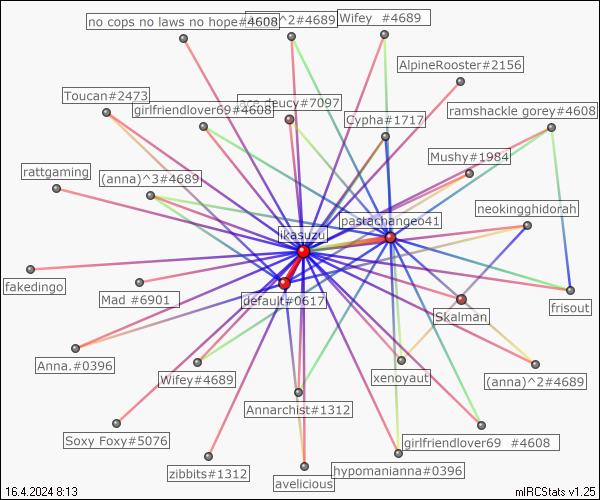 no cops no laws no hope#4608
^2#4689
Wifey  #4689
AlpineRooster#2156
Toucan#2473
girlfriendlover69#4608
ace deucy#7097
Cypha#1717
ramshackle gorey#4608
Mushy#1984
rattgaming
(anna)^3#4689
neokingghidorah
pastachangeo41
ikasuzu
fakedingo
Mad #6901
default#0617
Skalman
frisout
Anna.#0396
Wifey#4689
xenoyaut
(anna)^2#4689
Annarchist#1312
Soxy Foxy#5076
girlfriendlover69  #4608
zibbits#1312
hypomanianna#0396
avelicious
16.4.2024 8:13
mIRCStats v1.25